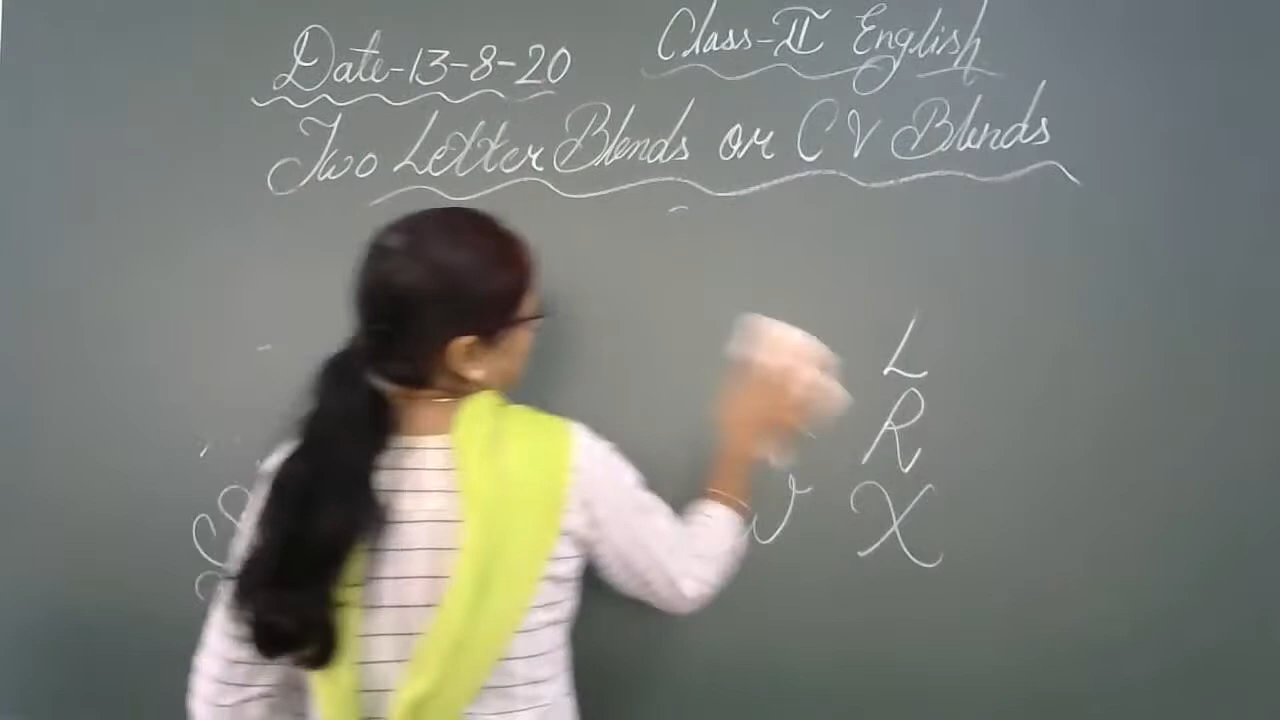 Date-13-8-20 Class-II English
Two Letter Blends or CV Blends
L
R
V X